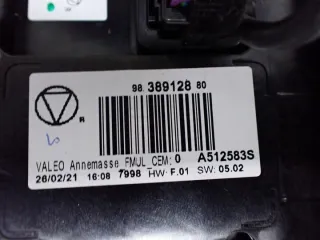 98 389128 80
R
VALEO Annemasse FMUL_CEM: 0 A512583S
26/02/21 16:08 7998 HW: F.01 SW: 05.02